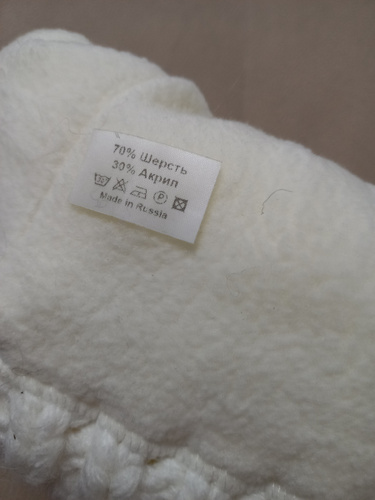 70% Шерсть
30% Акрил
P
Made in Russia